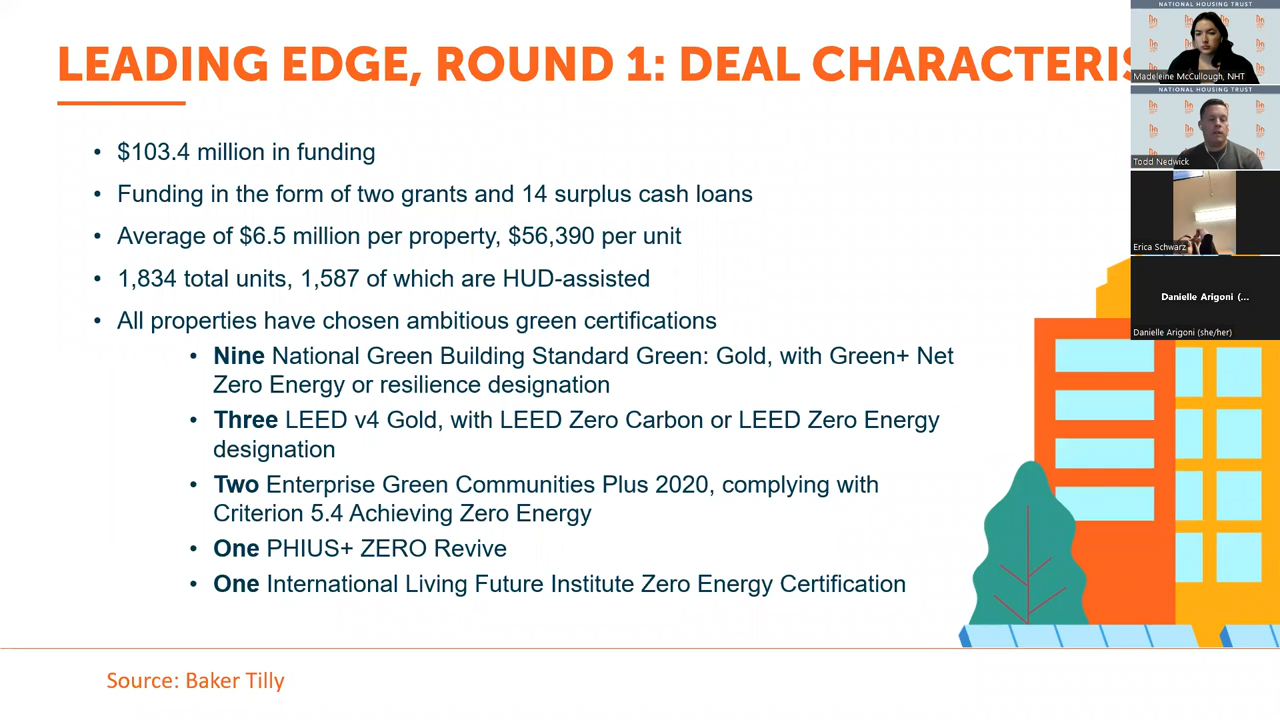 LEADING EDGE, ROUND 1: DEAL CHARACTERIS
• $103.4 million in funding
• Funding in the form of two grants and 14 surplus cash loans
• Average of $6.5 million per property, $56,390 per unit
• 1,834 total units, 1,587 of which are HUD-assisted
• All properties have chosen ambitious green certifications
• Nine National Green Building Standard Green: Gold, with Green+ Net
Zero Energy or resilience designation
• Three LEED v4 Gold, with LEED Zero Carbon or LEED Zero Energy
designation
• Two Enterprise Green Communities Plus 2020, complying with
Criterion 5.4 Achieving Zero Energy
• One PHIUS+ ZERO Revive
• One International Living Future Institute Zero Energy Certification
Source: Baker Tilly
NATIONAL HOUSING TRUST
Madeleine McCullough, NHT
NATIONAL HOUSING TRUST
Todd Nedwick
Erica Schwarz
Danielle Arigoni (...
Danielle Arigoni (she/her)